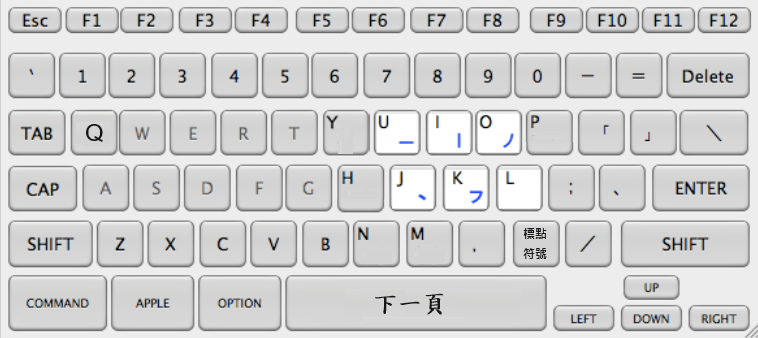 Esc F1 F2 F3 F4 F5 F6 F7 F8 F9 F10 F11 F12
` 1 2 3 4 5 6 7 8 9 0 － ＝ Delete
TAB Q W E R T Y U 一 I 丨 O 丿 P 「 」 ＼
CAP A S D F G H J 丶 K フ L ； 、 ENTER
SHIFT Z X C V B N M ， 標點 ／ SHIFT
符號
UP
COMMAND APPLE OPTION 下一頁 LEFT DOWN RIGHT